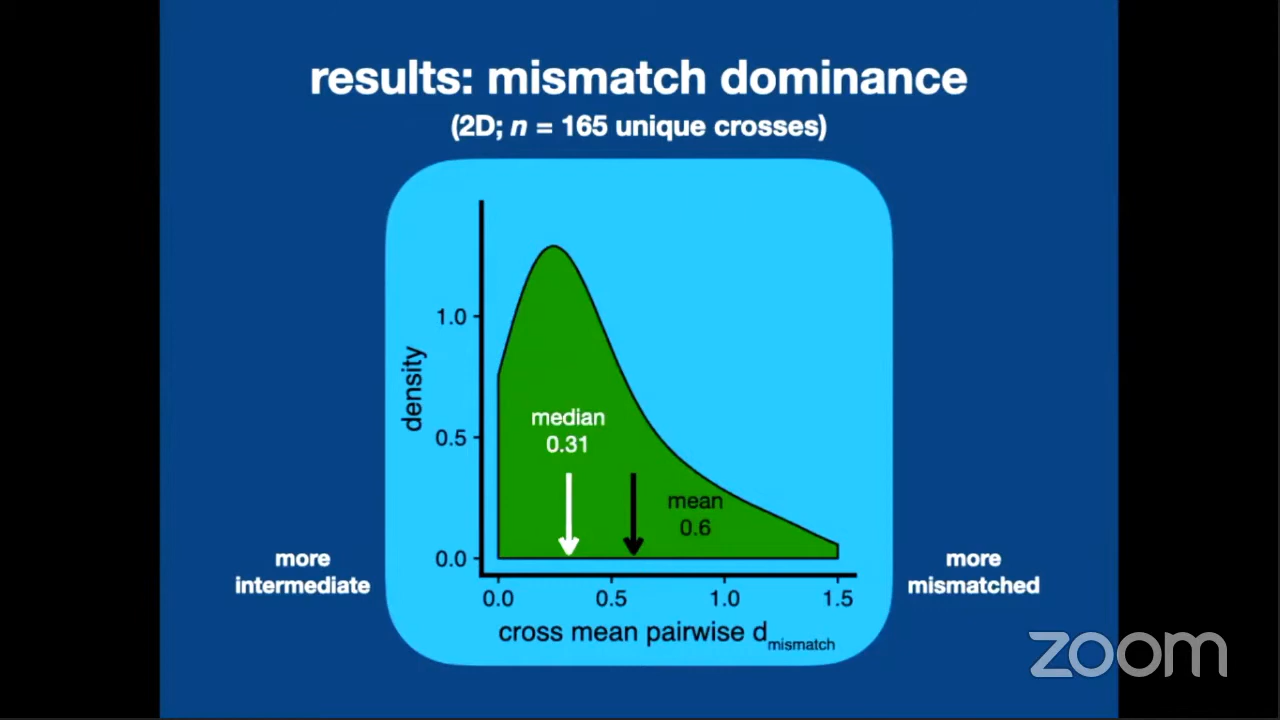 results: mismatch dominance
(2D; n = 165 unique crosses)
density
1.0
0.5
0.0
median
0.31
mean
0.6
0.0 0.5 1.0 1.5
cross mean pairwise d mismatch
more
intermediate
more
mismatched
zoom